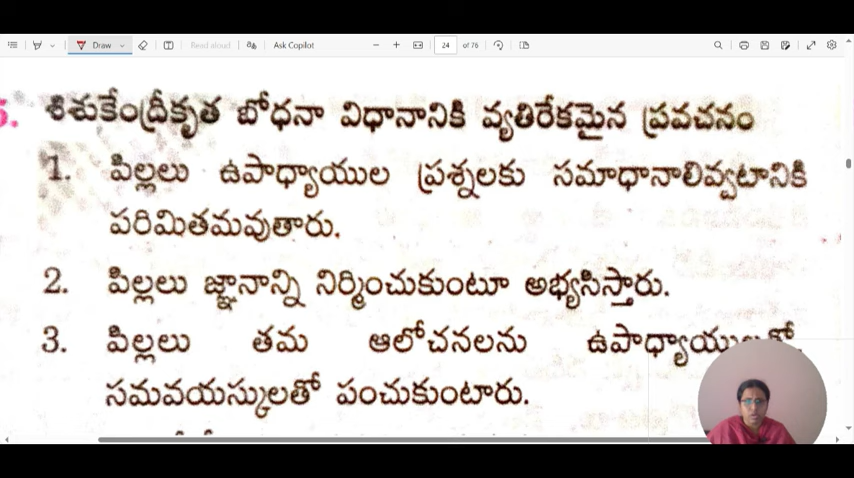 Draw
Read aloud
Ask Copilot
24
of 76
5. శిశుకేంద్రీకృత బోధనా విధానానికి వ్యతిరేకమైన ప్రవచనం
1. పిల్లలు ఉపాధ్యాయుల ప్రశ్నలకు సమాధానాలివ్వటానికి
పరిమితమవుతారు.
2. పిల్లలు జ్ఞానాన్ని నిర్మించుకుంటూ అభ్యసిస్తారు.
3. పిల్లలు తమ ఆలోచనలను
సమవయస్కులతో పంచుకుంటారు.